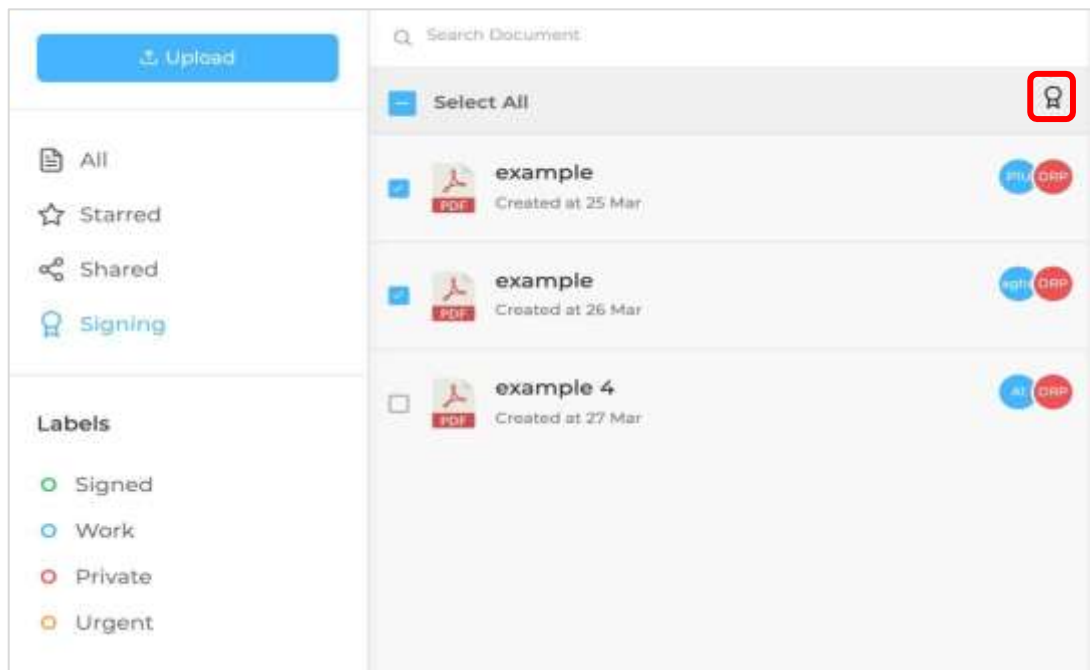 Upload
Search Document
Select All
All
Starred
Shared
Signing
Labels
Signed
Work
Private
Urgent
example
Created at 25 Mar
PDF
DRP
example
Created at 26 Mar
PDF
DRP
example 4
Created at 27 Mar
PDF
DRP